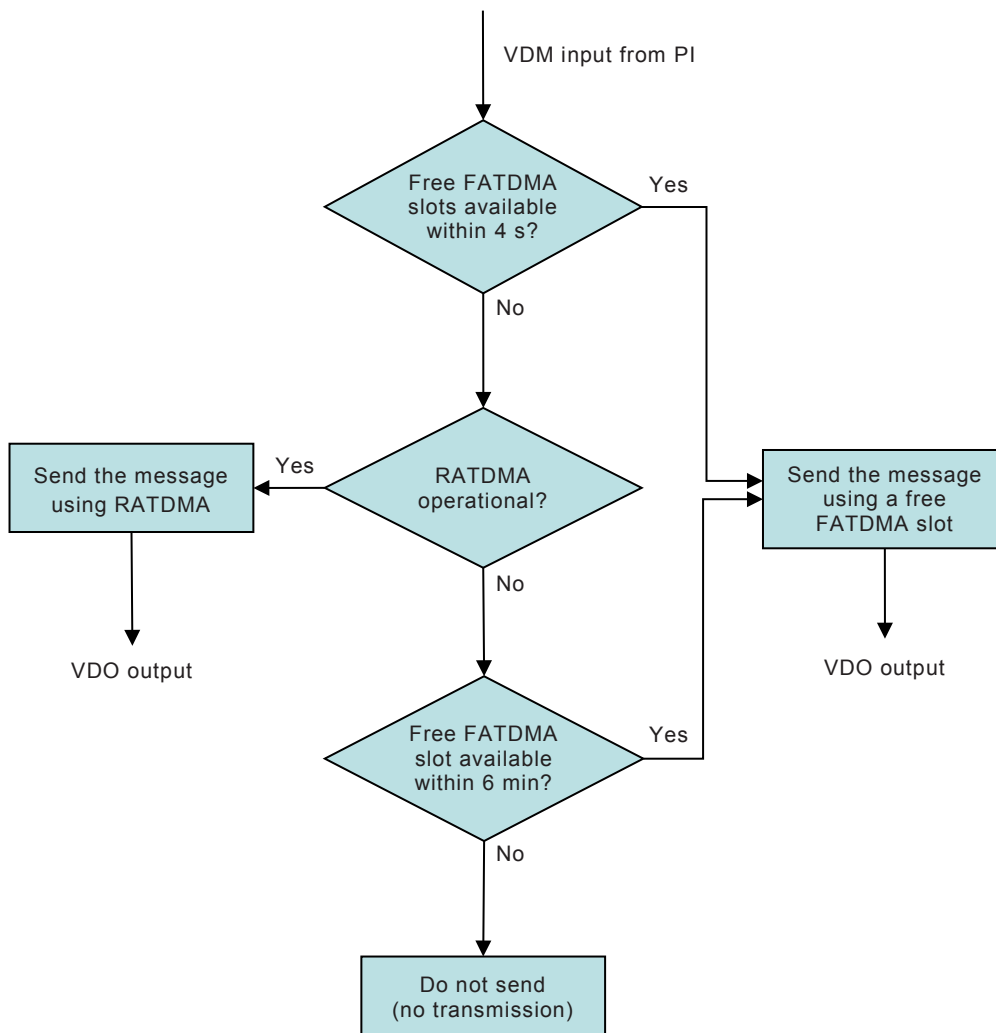 VDM input from PI
Free FATDMA
slots available
within 4 s?
Yes
No
Send the message
using RATDMA
Yes
RATDMA
operational?
Send the message
using a free
FATDMA slot
No
VDO output
VDO output
Free FATDMA
slot available
within 6 min?
Yes
No
Do not send
(no transmission)